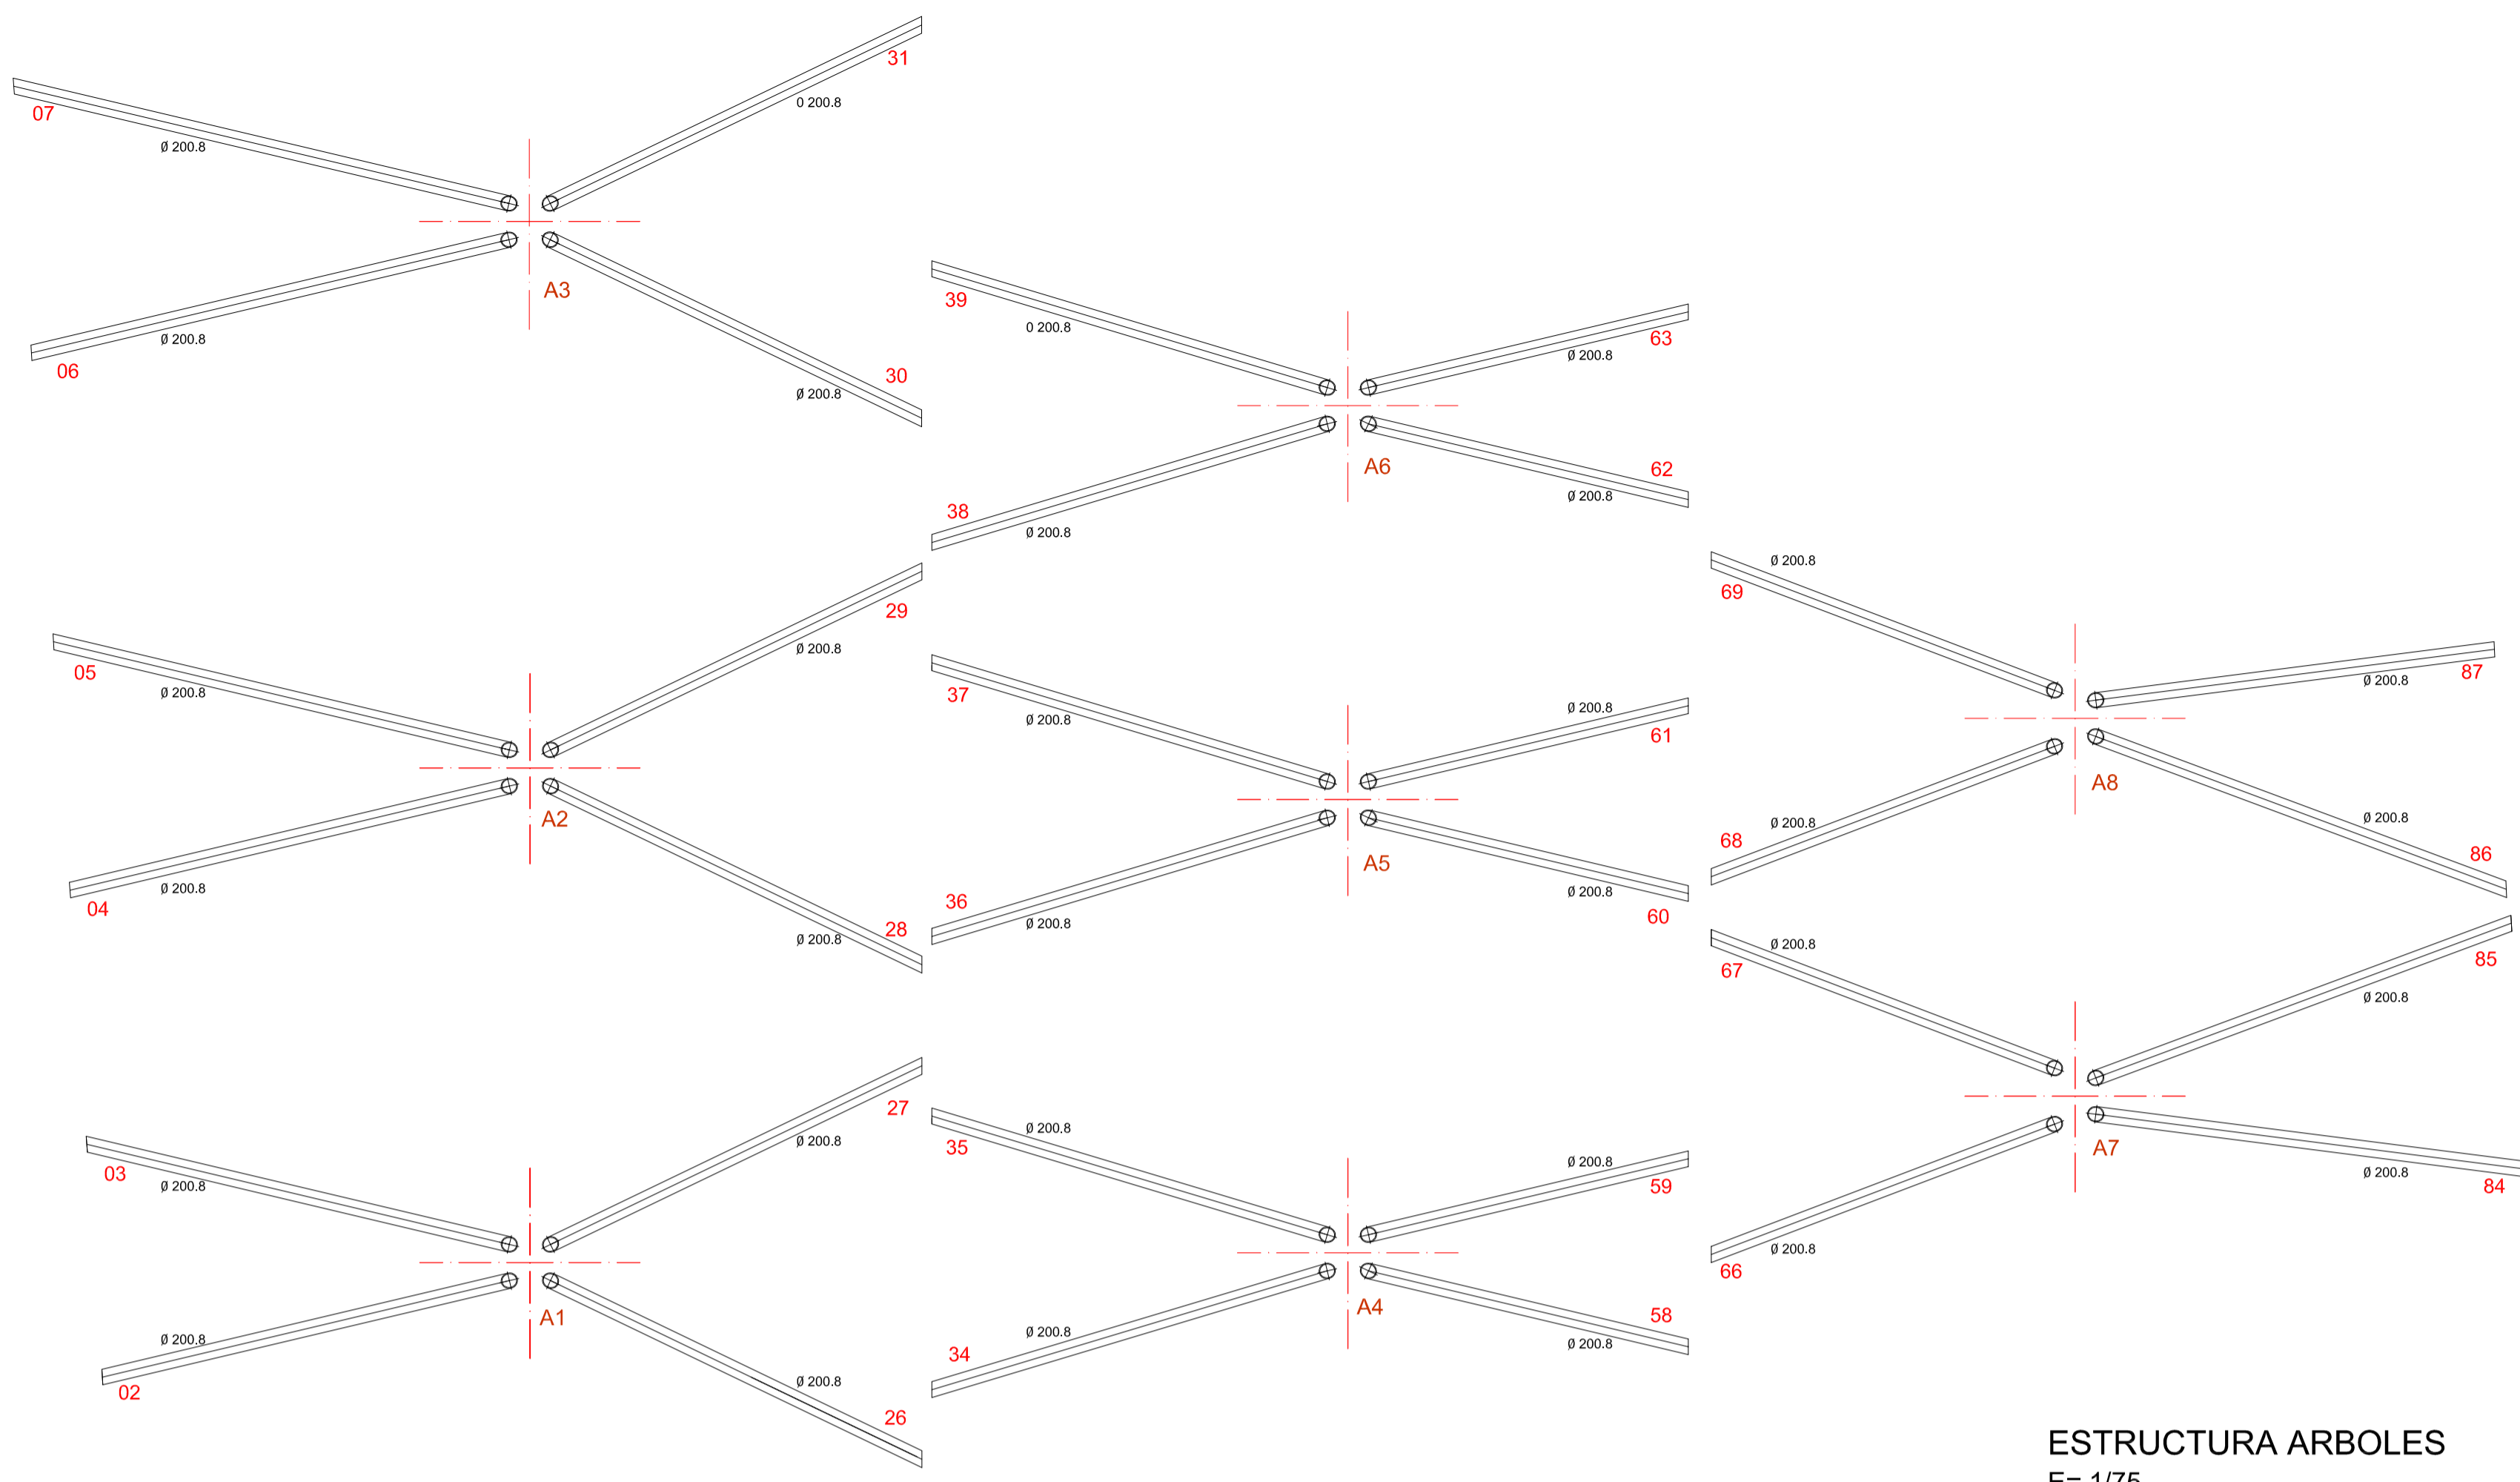 31
07
0 200.8
Ø 200.8
A3
39
0 200.8
63
Ø 200.8
Ø 200.8
06
30
Ø 200.8
A6
62
Ø 200.8
38
Ø 200.8
Ø 200.8
69
29
Ø 200.8
05
Ø 200.8
37
Ø 200.8
Ø 200.8
61
87
Ø 200.8
A8
A2
Ø 200.8
68
Ø 200.8
86
A5
Ø 200.8
04
36
Ø 200.8
Ø 200.8
60
28
Ø 200.8
Ø 200.8
67
85
Ø 200.8
27
Ø 200.8
35
Ø 200.8
03
Ø 200.8
Ø 200.8
59
A7
Ø 200.8
84
Ø 200.8
66
A1
A4
58
Ø 200.8
Ø 200.8
34
Ø 200.8
02
Ø 200.8
26
ESTRUCTURA ARBOLES
E= 1/75